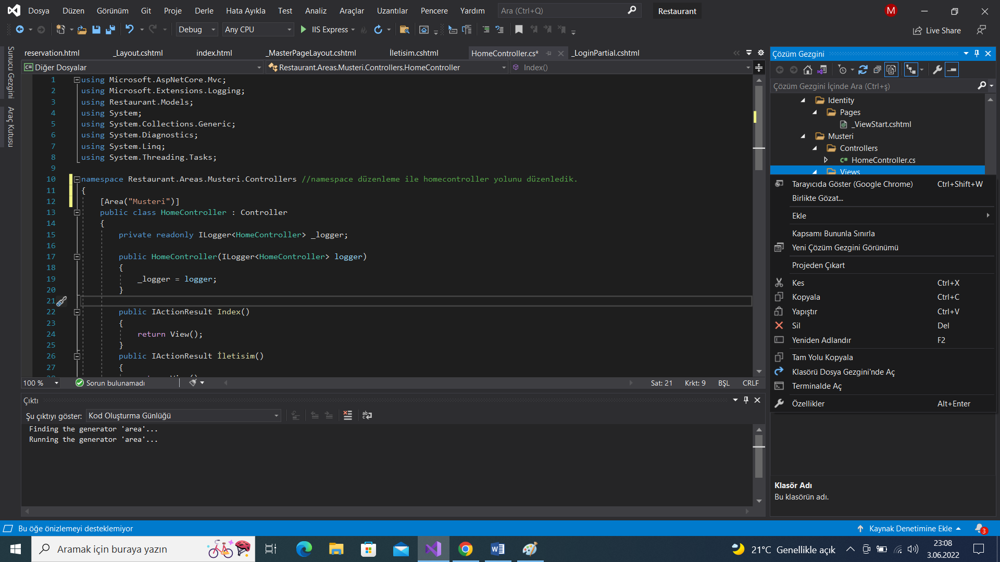 Dosya Düzen Görünüm Git Proje Derle Hata Ayıkla Test Analiz Araçlar Uzantılar Pencere Yardım Ara (Ctrl+Q) Restaurant M
Debug Any CPU IIS Express Live Share
Sunucu Gezgini
Araç Kutusu
reservation.html _Layout.cshtml index.html _MasterPageLayout.cshtml İletisim.cshtml HomeController.cs* _LoginPartial.cshtml
C# Diğer Dosyalar Restaurant.Areas.Musteri.Controllers.HomeController Index()
1 using Microsoft.AspNetCore.Mvc;
2 using Microsoft.Extensions.Logging;
3 using Restaurant.Models;
4 using System;
5 using System.Collections.Generic;
6 using System.Diagnostics;
7 using System.Linq;
8 using System.Threading.Tasks;
9
10 namespace Restaurant.Areas.Musteri.Controllers //namespace düzenleme ile homecontroller yolunu düzenledik.
11 {
12 [Area("Musteri")]
13 public class HomeController : Controller
14 {
15 private readonly ILogger<HomeController> _logger;
16
17 public HomeController(ILogger<HomeController> logger)
18 {
19 _logger = logger;
20 }
21
22 public IActionResult Index()
23 {
24 return View();
25 }
26 public IActionResult İletisim()
27 {
100 % Sorun bulunamadı Sat: 21 Krkt: 9 BŞL CRLF
Çıktı
Şu çıktıyı göster: Kod Oluşturma Günlüğü
Finding the generator 'area'...
Running the generator 'area'...
Çözüm Gezgini
Çözüm Gezgini İçinde Ara (Ctrl+ş)
Identity
Pages
_ViewStart.cshtml
Musteri
Controllers
C# HomeController.cs
Views
Tarayıcıda Göster (Google Chrome) Ctrl+Shift+W
Birlikte Gözat...
Ekle
Kapsamı Bununla Sınırla
Yeni Çözüm Gezgini Görünümü
Projeden Çıkart
Kes Ctrl+X
Kopyala Ctrl+C
Yapıştır Ctrl+V
Sil Del
Yeniden Adlandır F2
Tam Yolu Kopyala
Klasörü Dosya Gezgini'nde Aç
Terminalde Aç
Özellikler Alt+Enter
Klasör Adı
Bu klasörün adı.
Bu öğe önizlemeyi desteklemiyor Kaynak Denetimine Ekle 3
Aramak için buraya yazın 21°C Genellikle açık 23:08
3.06.2022